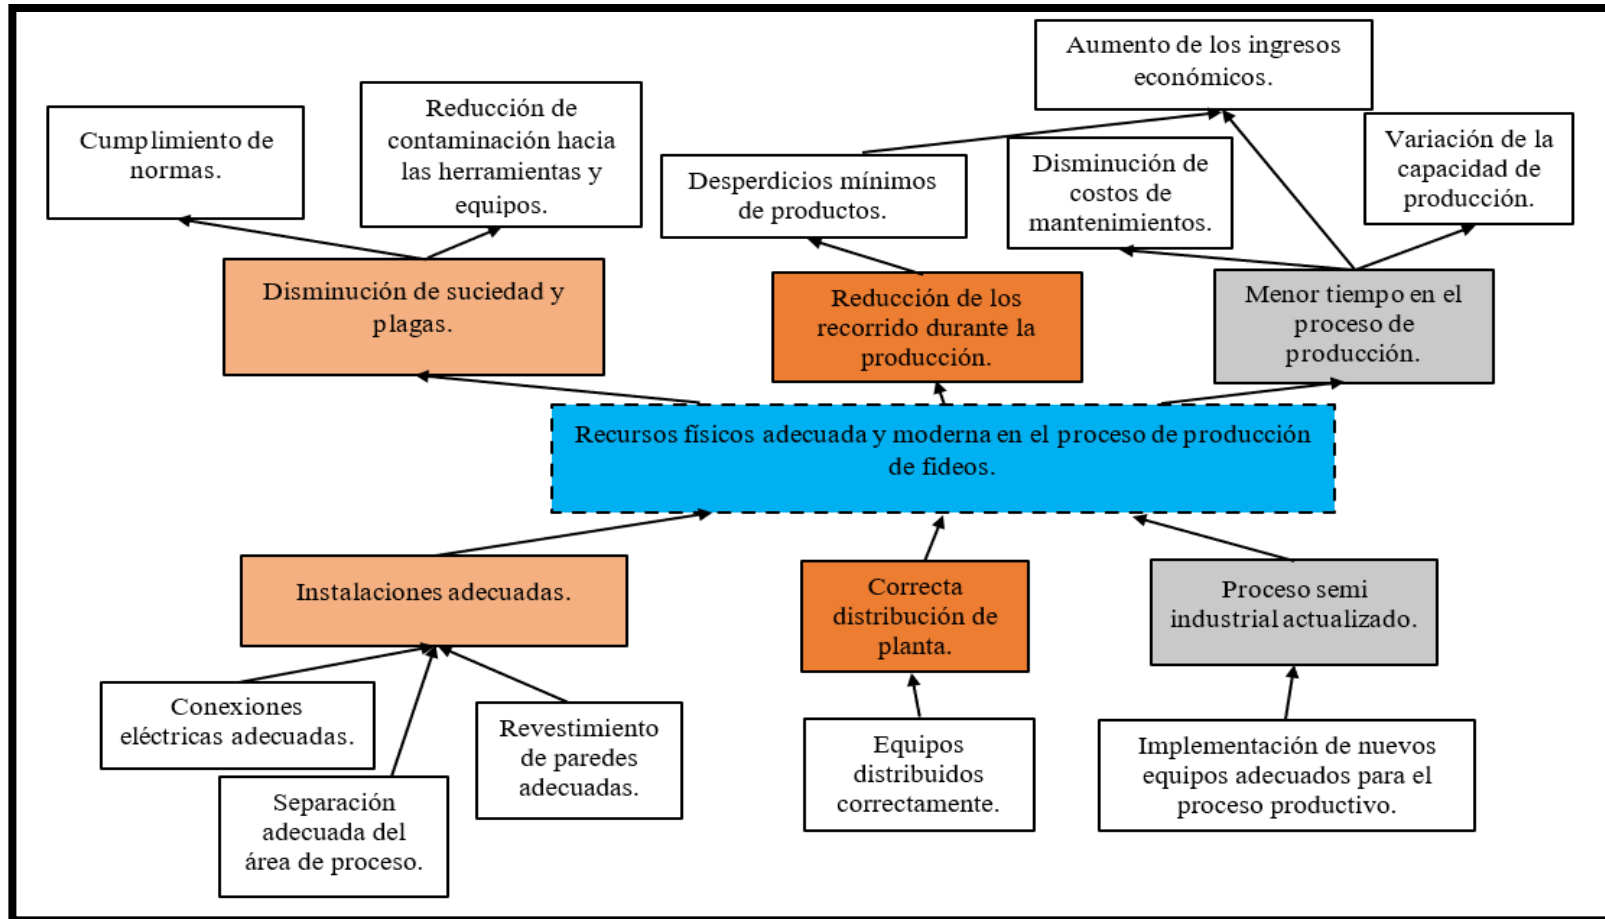 Aumento de los ingresos
económicos.
Cumplimiento de
normas.
Reducción de
contaminación hacia
las herramientas y
equipos.
Desperdicios mínimos
de productos.
Disminución de
costos de
mantenimientos.
Variación de la
capacidad de
producción.
Disminución de suciedad y
plagas.
Reducción de los
recorrido durante la
producción.
Menor tiempo en el
proceso de
producción.
Recursos físicos adecuada y moderna en el proceso de producción
de fideos.
Instalaciones adecuadas.
Correcta
distribución de
planta.
Proceso semi
industrial actualizado.
Conexiones
eléctricas adecuadas.
Separación
adecuada del
área de proceso.
Revestimiento
de paredes
adecuadas.
Equipos
distribuidos
correctamente.
Implementación de nuevos
equipos adecuados para el
proceso productivo.